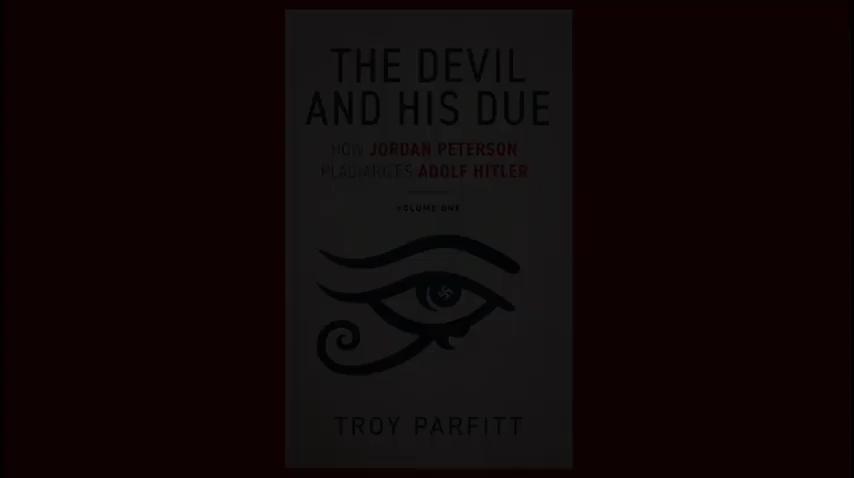 THE DEVIL
AND HIS DUE
HOW JORDAN PETERSON
PLAGIARIZES ADOLF HITLER
VOLUME ONE
TROY PARFITT